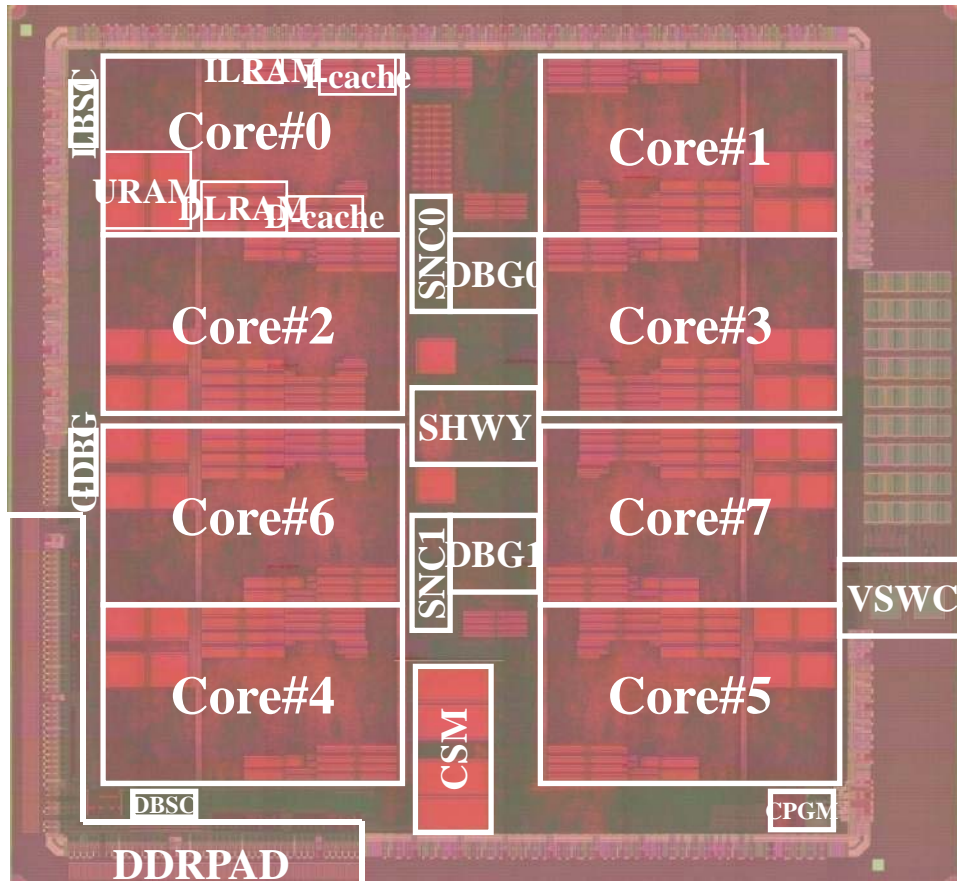 ILRAM
I-cache
LBSC
Core#0
Core#1
URAM
DLRAM
D-cache
SNC0
DBG0
Core#2
Core#3
GDBG
SHWY
Core#6
Core#7
SNC1
DBG1
VSWC
Core#4
Core#5
CSM
DBSC
CPGM
DDRPAD